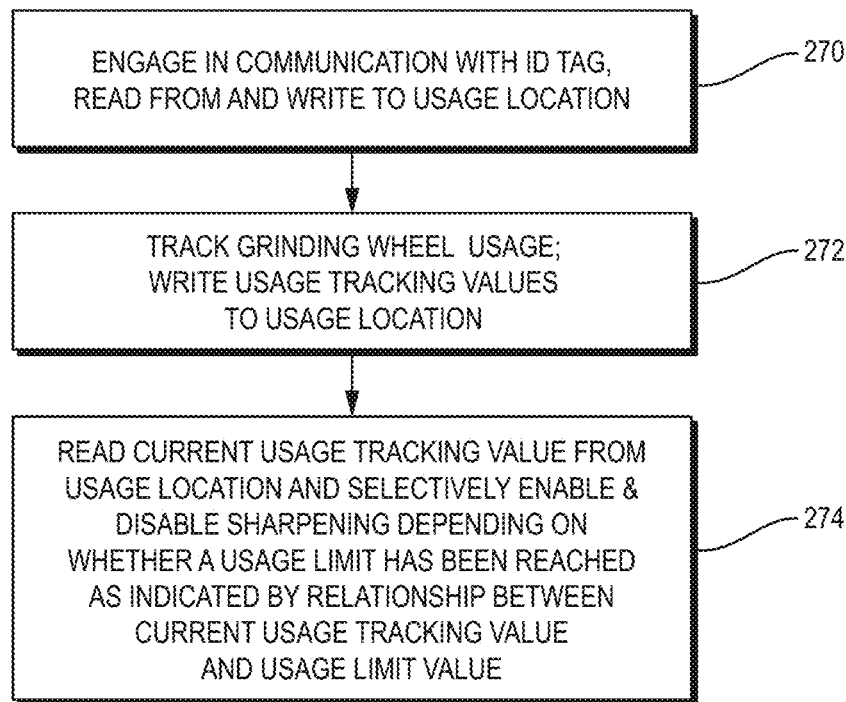 ENGAGE IN COMMUNICATION WITH ID TAG,
READ FROM AND WRITE TO USAGE LOCATION
270
TRACK GRINDING WHEEL USAGE;
WRITE USAGE TRACKING VALUES
TO USAGE LOCATION
272
READ CURRENT USAGE TRACKING VALUE FROM
USAGE LOCATION AND SELECTIVELY ENABLE &
DISABLE SHARPENING DEPENDING ON
WHETHER A USAGE LIMIT HAS BEEN REACHED
AS INDICATED BY RELATIONSHIP BETWEEN
CURRENT USAGE TRACKING VALUE
AND USAGE LIMIT VALUE
274